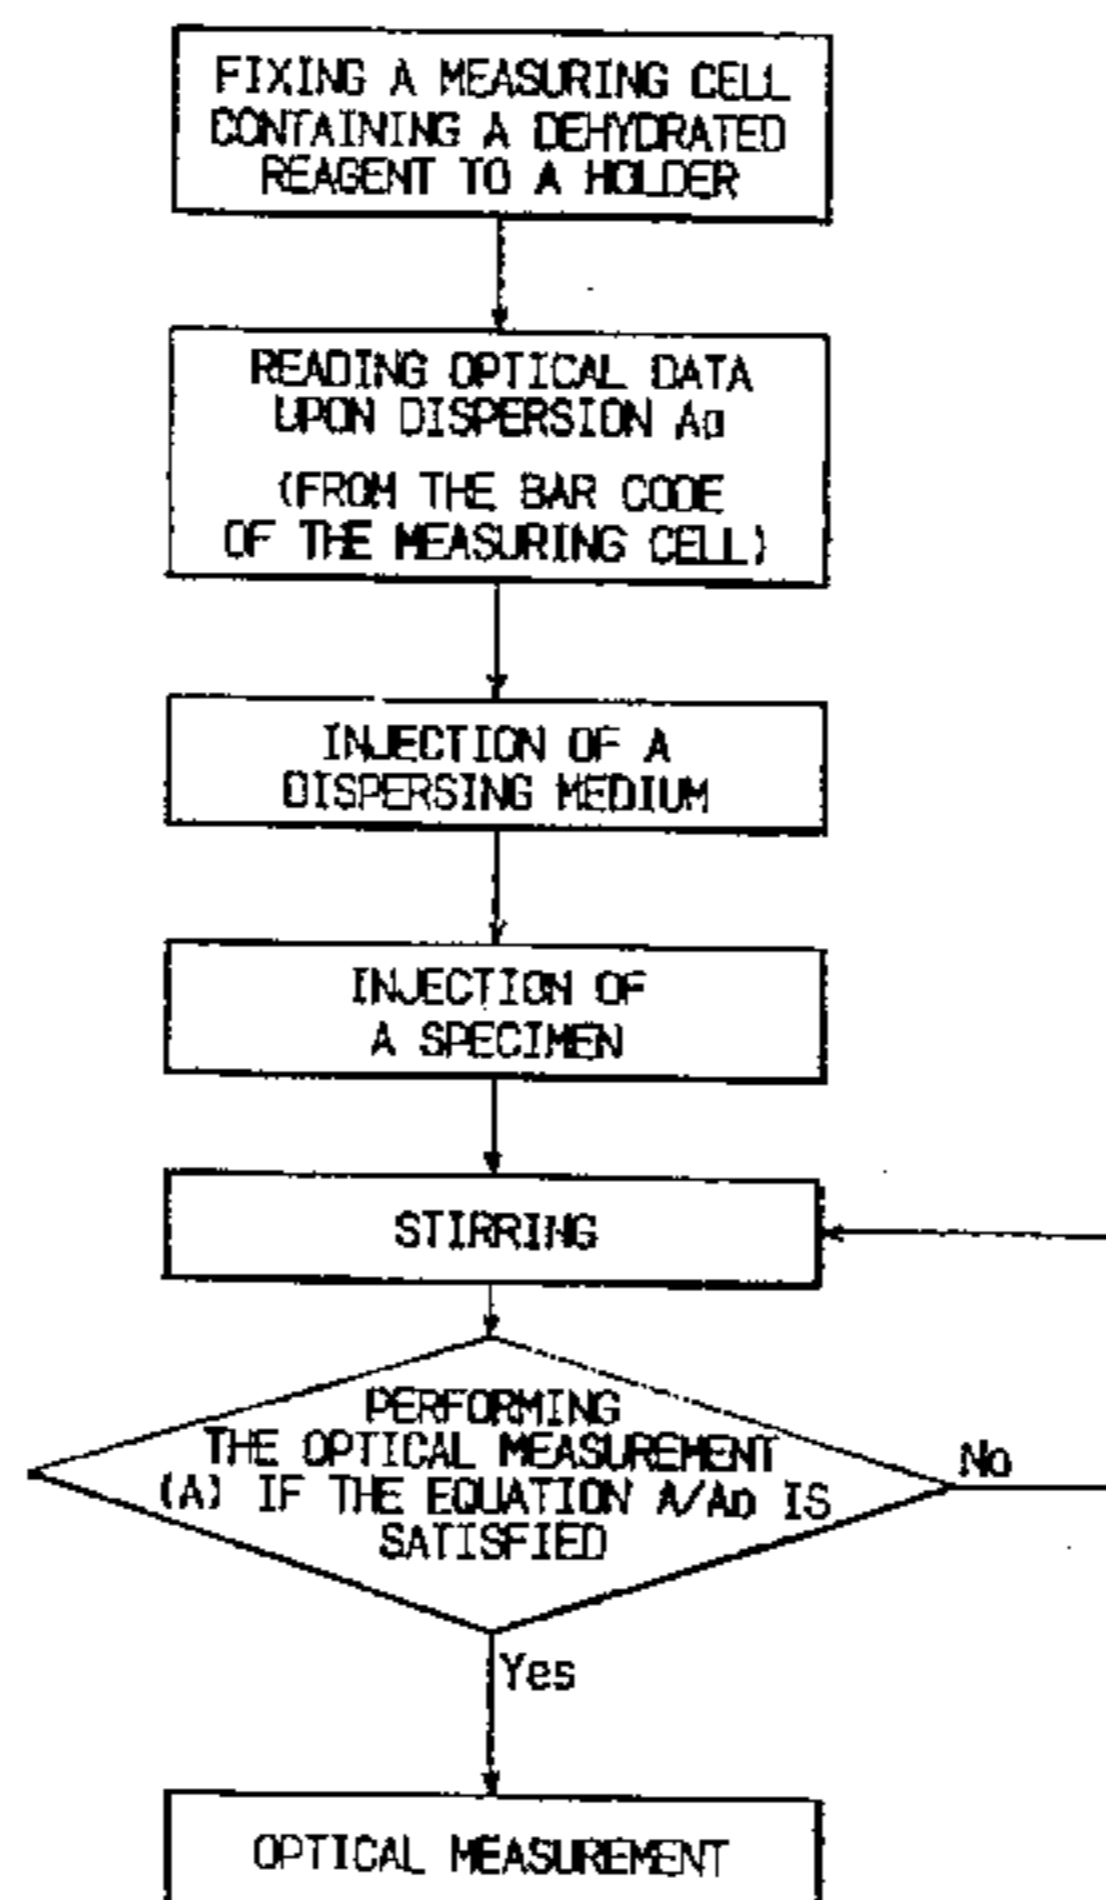 FIXING A MEASURING CELL
CONTAINING A DEHYDRATED
REAGENT TO A HOLDER
READING OPTICAL DATA
UPON DISPERSION Ao
(FROM THE BAR CODE
OF THE MEASURING CELL)
INJECTION OF A
DISPERSING MEDIUM
INJECTION OF
A SPECIMEN
STIRRING
PERFORMING
THE OPTICAL MEASUREMENT
(A) IF THE EQUATION A/Ao IS
SATISFIED
No
Yes
OPTICAL MEASUREMENT